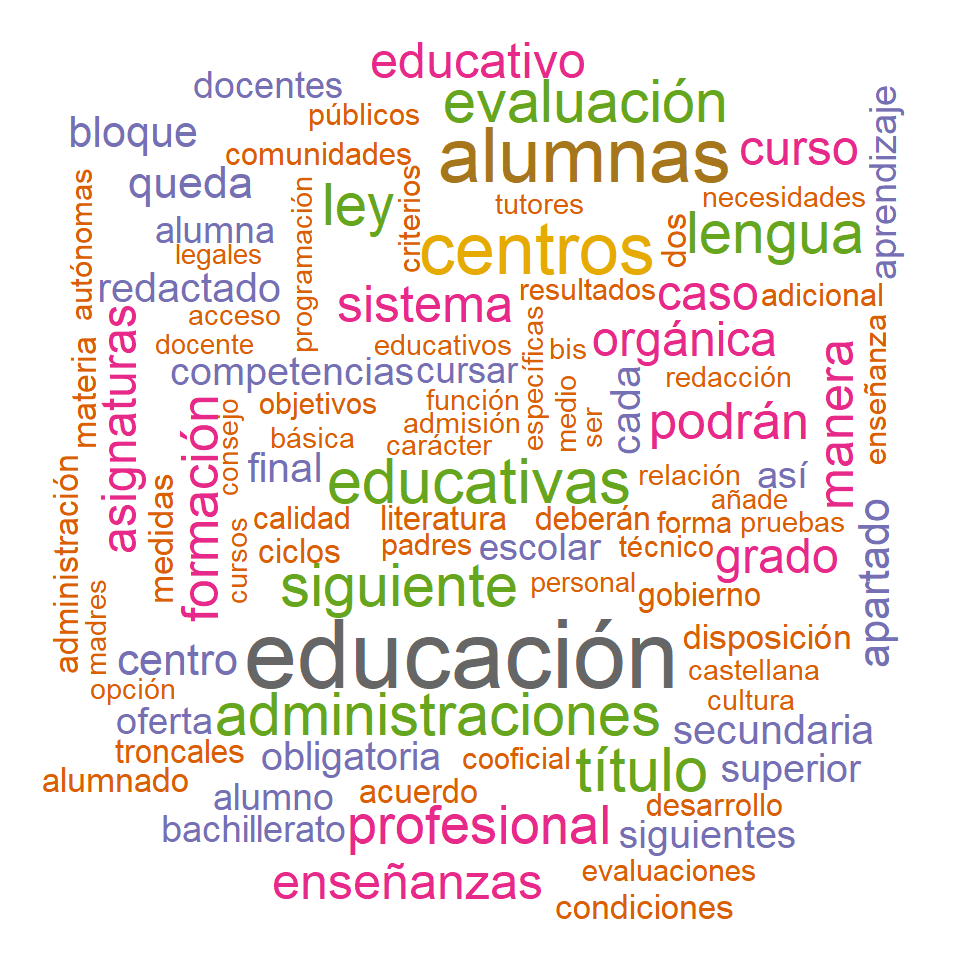 educativo
docentes
evaluación
públicos
bloque
alumnas
curso
comunidades
aprendizaje
queda
autónomas
programación
ley
criterios
tutores
necesidades
alumna
legales
centros
dos
lengua
redactado
sistema
resultados
caso
adicional
acceso
asignaturas
docente
educativos
específicas
bis
orgánica
enseñanza
materia
competencias
cursar
redacción
manera
objetivos
función
medio
ser
cada
formación
consejo
básica
admisión
carácter
podrán
final
educativas
relación
así
administración
medidas
cursos
calidad
literatura
deberán
añade
forma
pruebas
apartado
ciclos
padres
escolar
técnico
grado
madres
siguiente
personal
gobierno
centro
educación
disposición
castellana
opción
cultura
oferta
administraciones
secundaria
troncales
obligatoria
cooficial
título
superior
alumnado
alumno
acuerdo
desarrollo
bachillerato
profesional
siguientes
enseñanzas
evaluaciones
condiciones